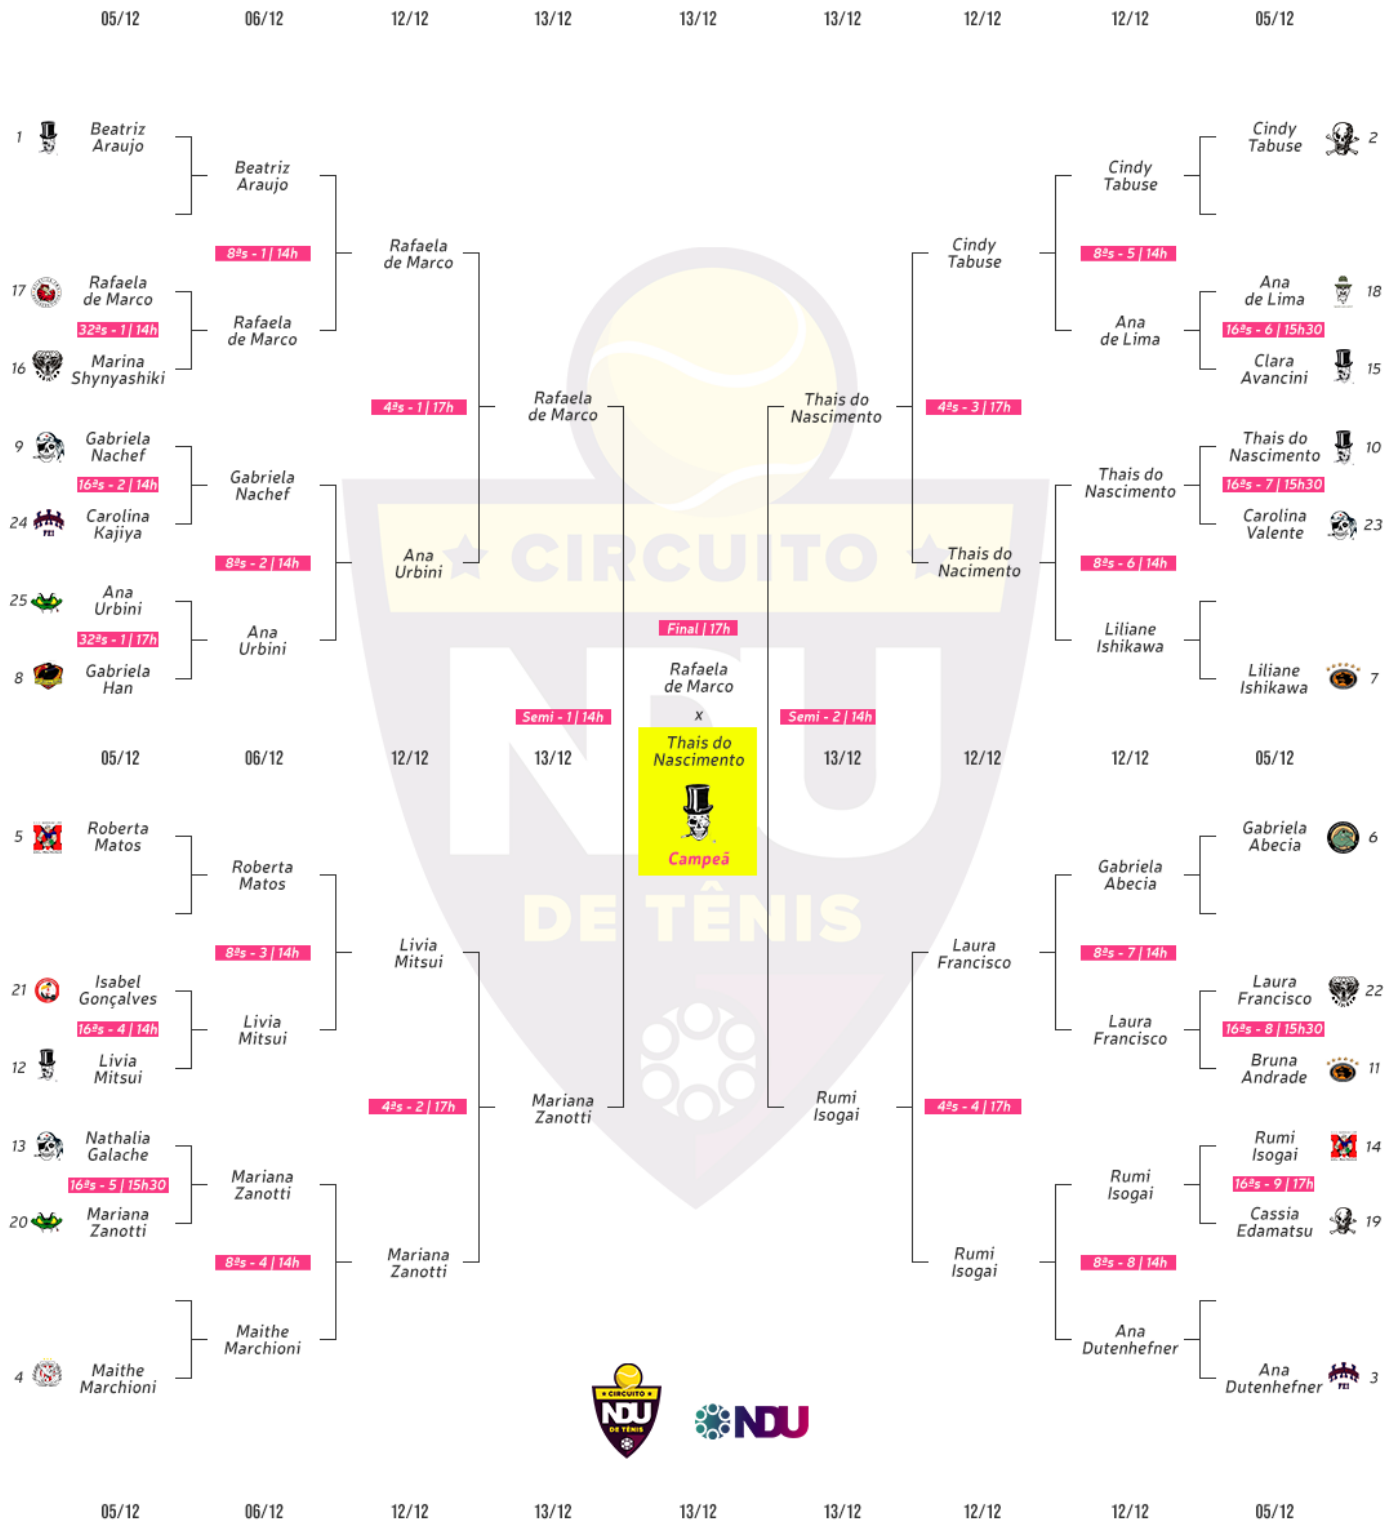 05/12 06/12 12/12 13/12 13/12 13/12 12/12 12/12 05/12
1
Beatriz
Araujo
17
Rafaela
de Marco
32ªs - 1 | 14h
16
Marina
Shynyashiki
9
Gabriela
Nachef
16ªs - 2 | 14h
24
FEI
Carolina
Kajiya
25
Ana
Urbini
32ªs - 1 | 17h
8
Gabriela
Han
Beatriz
Araujo
8ªs - 1 | 14h
Rafaela
de Marco
Gabriela
Nachef
8ªs - 2 | 14h
Ana
Urbini
Rafaela
de Marco
4ªs - 1 | 17h
Ana
Urbini
Rafaela
de Marco
Semi - 1 | 14h
CIRCUITO
NDU
DE TÊNIS
Final | 17h
Rafaela
de Marco
x
Thais do
Nascimento
Campeã
Thais do
Nascimento
Semi - 2 | 14h
Cindy
Tabuse
4ªs - 3 | 17h
Thais do
Nacimento
Cindy
Tabuse
8ªs - 5 | 14h
Ana
de Lima
Thais do
Nascimento
8ªs - 6 | 14h
Liliane
Ishikawa
Cindy
Tabuse
2
Ana
de Lima
18
16ªs - 6 | 15h30
Clara
Avancini
15
Thais do
Nascimento
10
16ªs - 7 | 15h30
Carolina
Valente
23
Liliane
Ishikawa
7
05/12 06/12 12/12 13/12 13/12 12/12 12/12 05/12
5
Roberta
Matos
21
Isabel
Gonçalves
16ªs - 4 | 14h
12
Livia
Mitsui
13
Nathalia
Galache
16ªs - 5 | 15h30
20
Mariana
Zanotti
4
Maithe
Marchioni
Roberta
Matos
8ªs - 3 | 14h
Livia
Mitsui
Mariana
Zanotti
8ªs - 4 | 14h
Maithe
Marchioni
Livia
Mitsui
4ªs - 2 | 17h
Mariana
Zanotti
Mariana
Zanotti
Rumi
Isogai
Laura
Francisco
4ªs - 4 | 17h
Rumi
Isogai
Gabriela
Abecia
8ªs - 7 | 14h
Laura
Francisco
Rumi
Isogai
8ªs - 8 | 14h
Ana
Dutenhefner
Gabriela
Abecia
6
Laura
Francisco
22
16ªs - 8 | 15h30
Bruna
Andrade
11
Rumi
Isogai
14
16ªs - 9 | 17h
Cassia
Edamatsu
19
Ana
Dutenhefner
FEI
3
CIRCUITO
NDU
DE TÊNIS
NDU
05/12 06/12 12/12 13/12 13/12 13/12 12/12 12/12 05/12